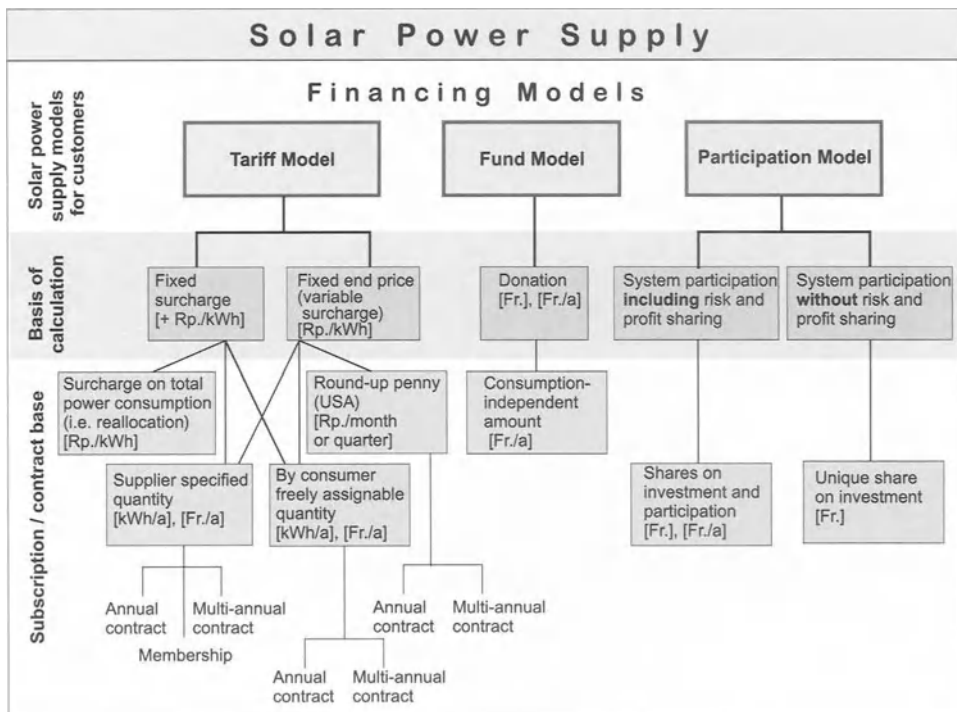 Solar Power Supply
Financing Models
Solar power
supply models
for customers
Tariff Model
Fund Model
Participation Model
Basis of
calculation
Fixed
surcharge
[+ Rp./kWh]
Fixed end price
(variable
surcharge)
[Rp./kWh]
Donation
[Fr.], [Fr./a]
System participation
including risk and
profit sharing
System participation
without risk and
profit sharing
Subscription / contract base
Surcharge on total
power consumption
(i.e. reallocation)
[Rp./kWh]
Round-up penny
(USA)
[Rp./month
or quarter]
Consumption-
independent
amount
[Fr./a]
Supplier specified
quantity
[kWh/a], [Fr./a]
By consumer
freely assignable
quantity
[kWh/a], [Fr./a]
Shares on
investment and
participation
[Fr.], [Fr./a]
Unique share
on investment
[Fr.]
Annual
contract
Multi-annual
contract
Membership
Annual
contract
Multi-annual
contract
Annual
contract
Multi-annual
contract